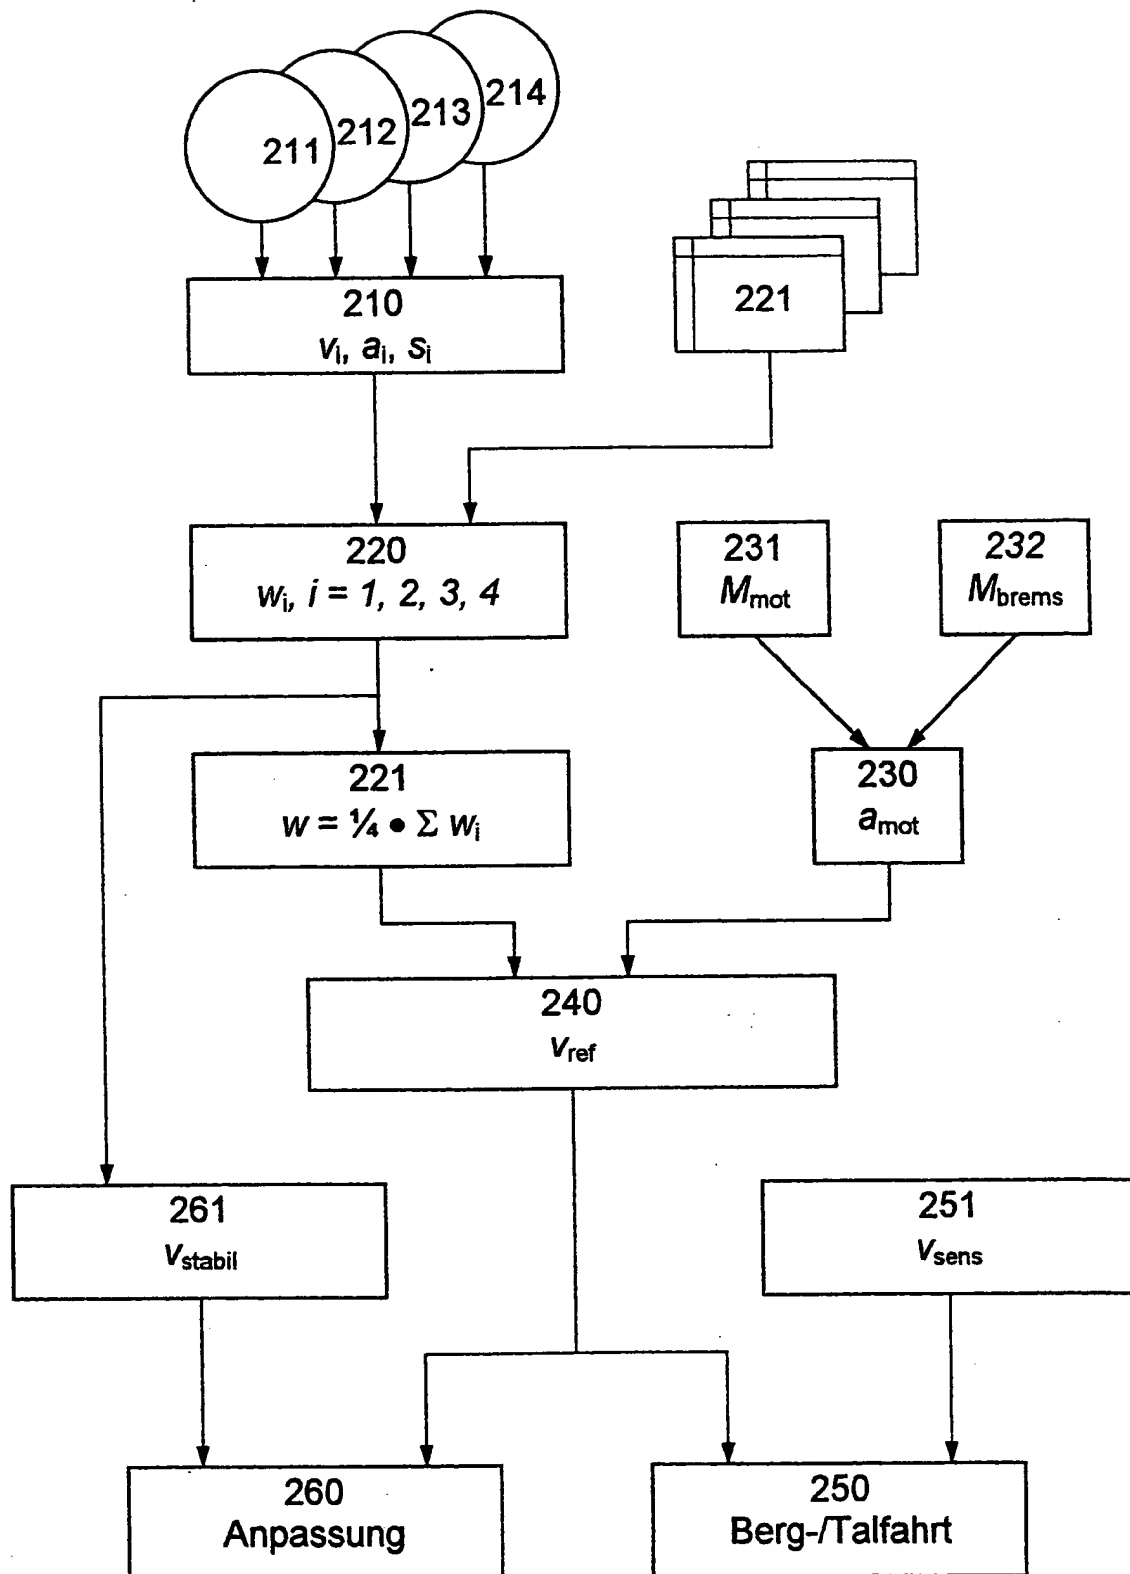 211
212
213
214
221
210
vi, ai, si
220
wi, i = 1, 2, 3, 4
231
Mmot
232
Mbrems
221
w = ¼ ● Σ wi
230
amot
240
vref
261
vstabil
251
vsens
260
Anpassung
250
Berg-/Talfahrt